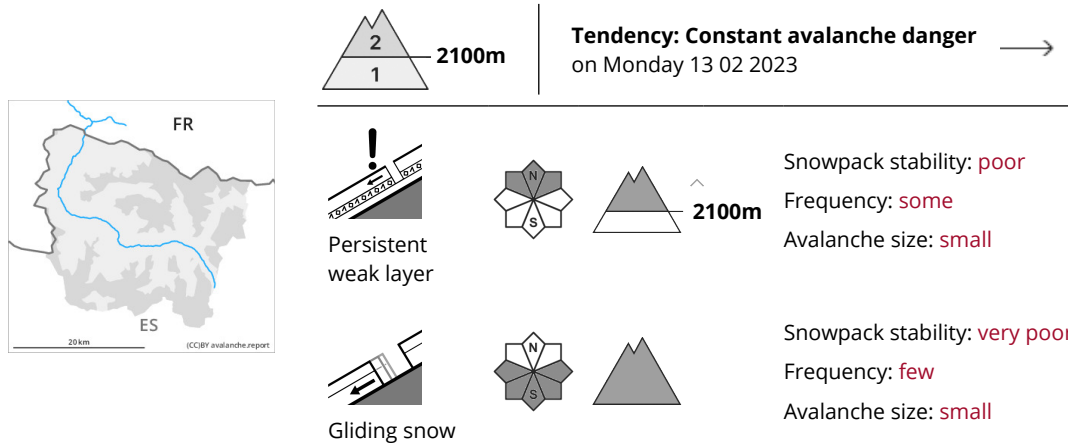 2
1
2100m
Tendency: Constant avalanche danger
on Monday 13 02 2023
FR
ES
20 km
(CC)BY avalanche.report
Persistent
weak layer
N
S
2100m
Snowpack stability: poor
Frequency: some
Avalanche size: small
Gliding snow
N
S
Snowpack stability: very poor
Frequency: few
Avalanche size: small